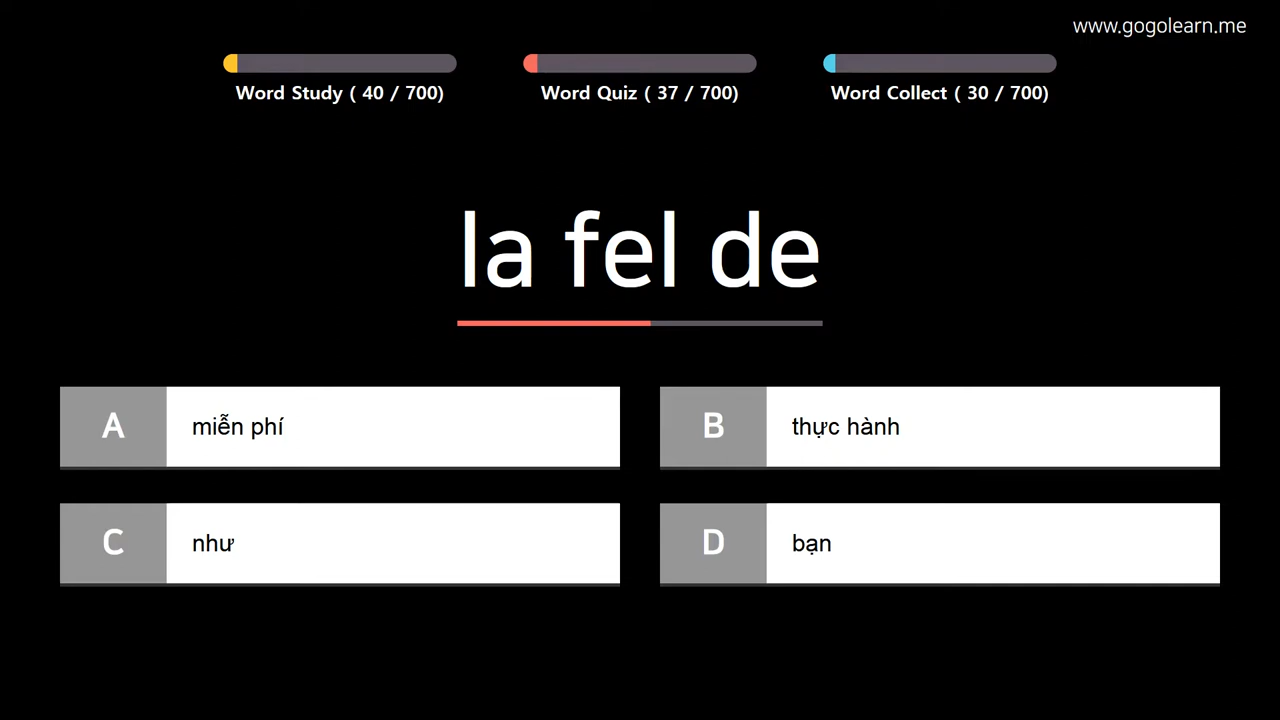 www.gogolearn.me
Word Study ( 40 / 700)
Word Quiz ( 37 / 700)
Word Collect ( 30 / 700)
la fel de
A miễn phí
B thực hành
C như
D bạn